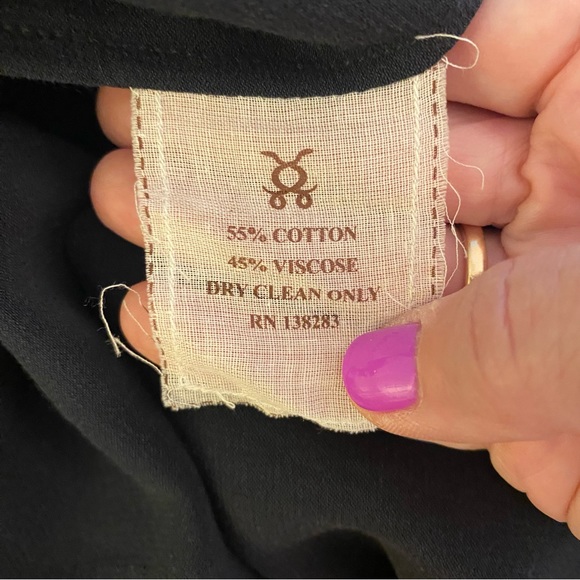 55% COTTON
45% VISCOSE
DRY CLEAN ONLY
RN 138283